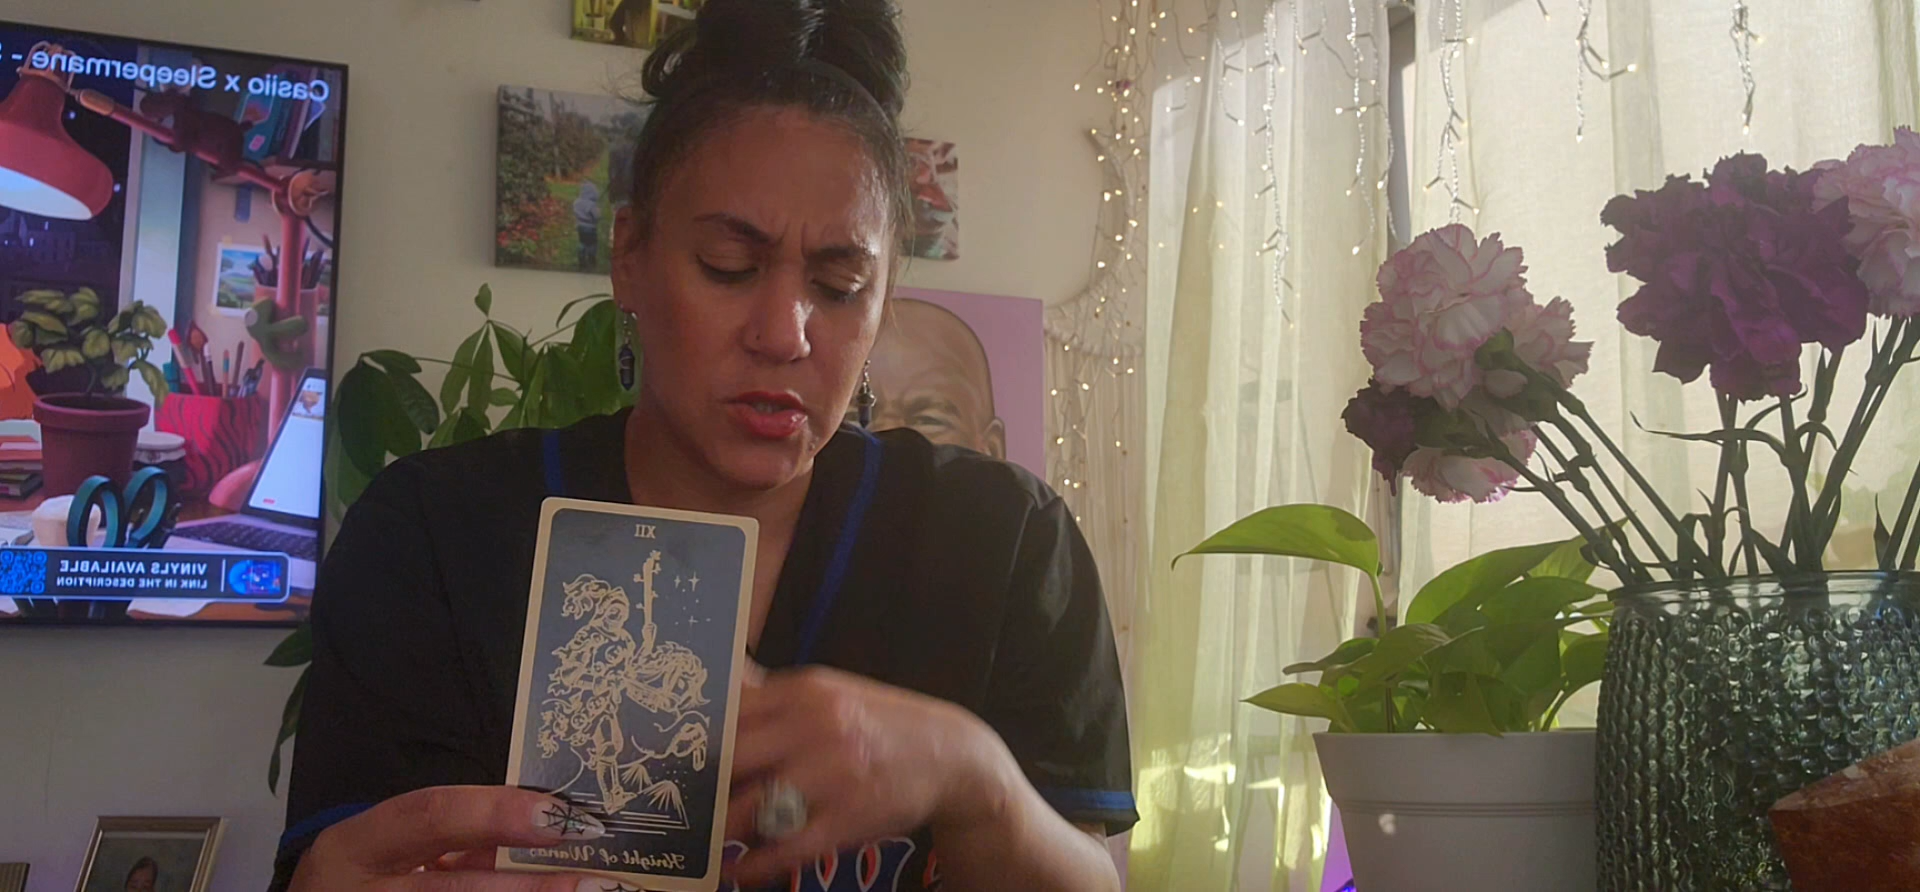 Casiio x Sleepermane -
VINYLS AVAILABLE
LINK IN THE DESCRIPTION
XII
Knight of Wands